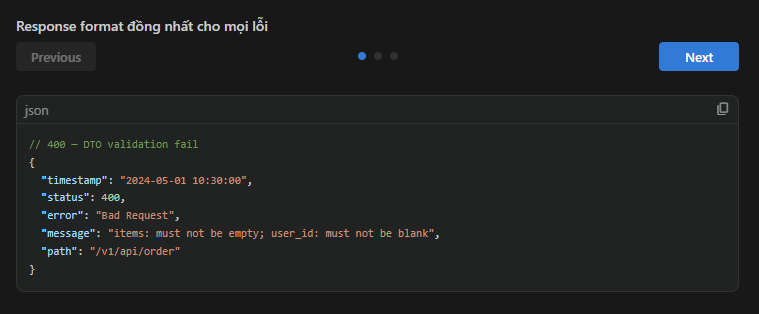 Response format đồng nhất cho mọi lỗi
Previous
Next
json
// 400 — DTO validation fail
{
  "timestamp": "2024-05-01 10:30:00",
  "status": 400,
  "error": "Bad Request",
  "message": "items: must not be empty; user_id: must not be blank",
  "path": "/v1/api/order"
}